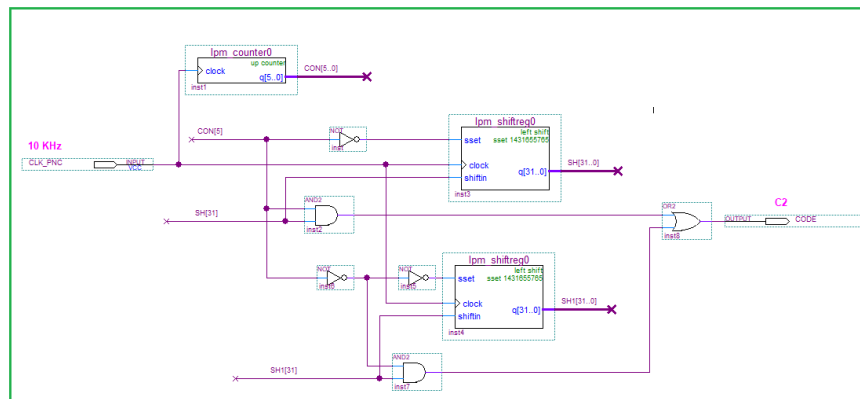 lpm_counter0
up counter
clock
q[5..0]
CON[5..0]
inst1
lpm_shiftreg0
left shift
CON[5]
NOT
sset
sset 1431655765
inst
10 KHz
CLK_PNC
INPUT
VCC
clock
q[31..0]
SH[31..0]
shiftin
inst3
AND2
SH[31]
inst2
OR2
C2
OUTPUT
CODE
inst8
lpm_shiftreg0
left shift
NOT
NOT
sset
sset 1431655765
inst6
inst5
clock
q[31..0]
SH1[31..0]
shiftin
inst4
AND2
SH1[31]
inst7